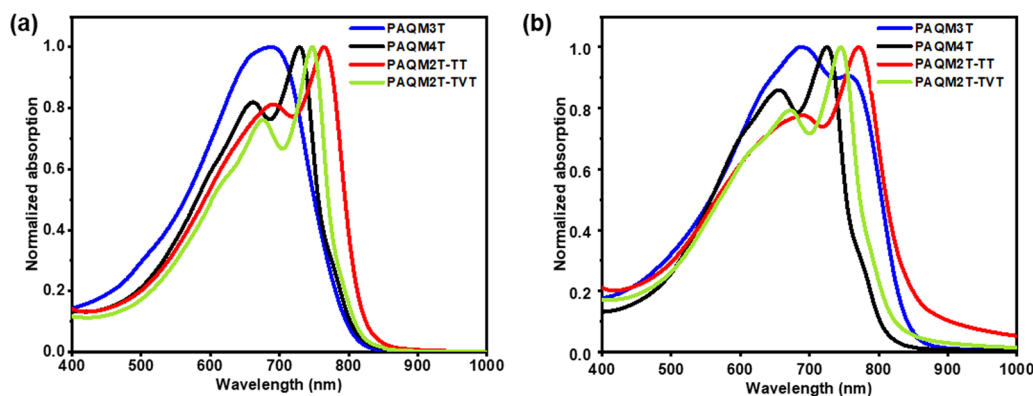 (a)
PAQM3T
PAQM4T
PAQM2T-TT
PAQM2T-TVT
Normalized absorption
1.0
0.8
0.6
0.4
0.2
0.0
400 500 600 700 800 900 1000
Wavelength (nm)
(b)
PAQM3T
PAQM4T
PAQM2T-TT
PAQM2T-TVT
Normalized absorption
1.0
0.8
0.6
0.4
0.2
0.0
400 500 600 700 800 900 1000
Wavelength (nm)